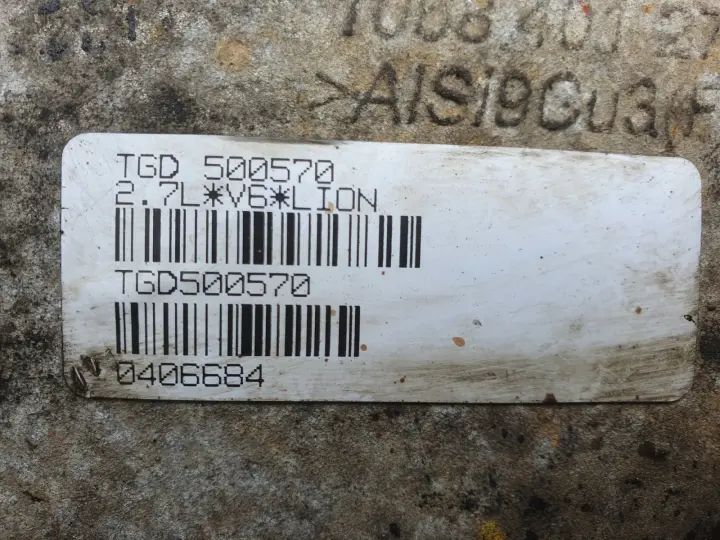 >AlSi9Cu3
TGD 500570
2.7L*V6*LION
TGD500570
0406684